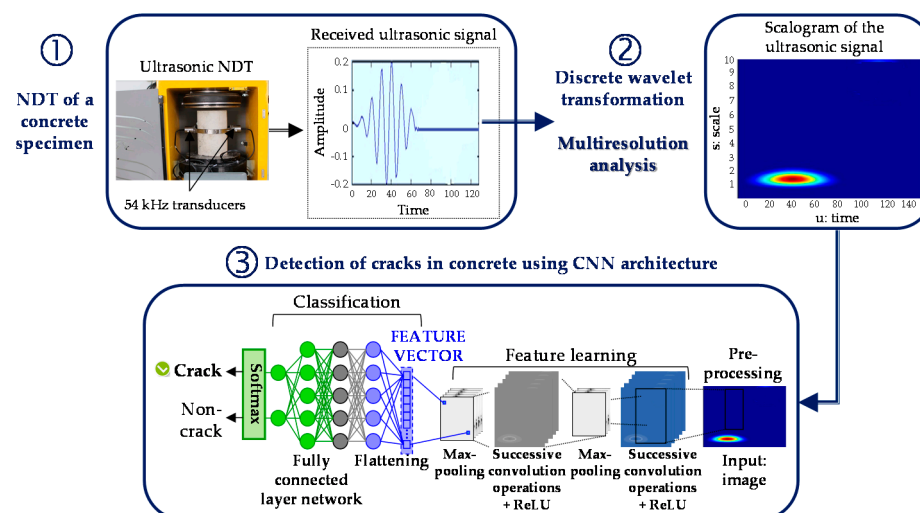 ①
NDT of a
concrete
specimen
Ultrasonic NDT
54 kHz transducers
Received ultrasonic signal
Amplitude
0.2
0.1
0
-0.1
-0.2
0 20 40 60 80 100 120
Time
②
Discrete wavelet
transformation
Multiresolution
analysis
Scalogram of the
ultrasonic signal
s: scale
10
9
8
7
6
5
4
3
2
1
0 20 40 60 80 100 120 140
u: time
③ Detection of cracks in concrete using CNN architecture
Classification
FEATURE
VECTOR
Feature learning
Pre-
processing
Crack
Non-
crack
Softmax
Fully
connected
layer network
Flattening
Max-
pooling
Successive
convolution
operations
+ ReLU
Max-
pooling
Successive
convolution
operations
+ ReLU
Input:
image